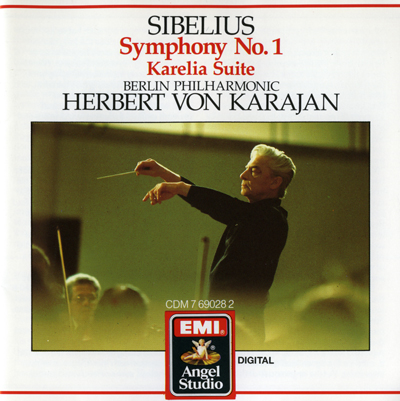 SIBELIUS
Symphony No.1
Karelia Suite
BERLIN PHILHARMONIC
HERBERT VON KARAJAN
CDM 7 69028 2
EMI
Angel
Studio
DIGITAL